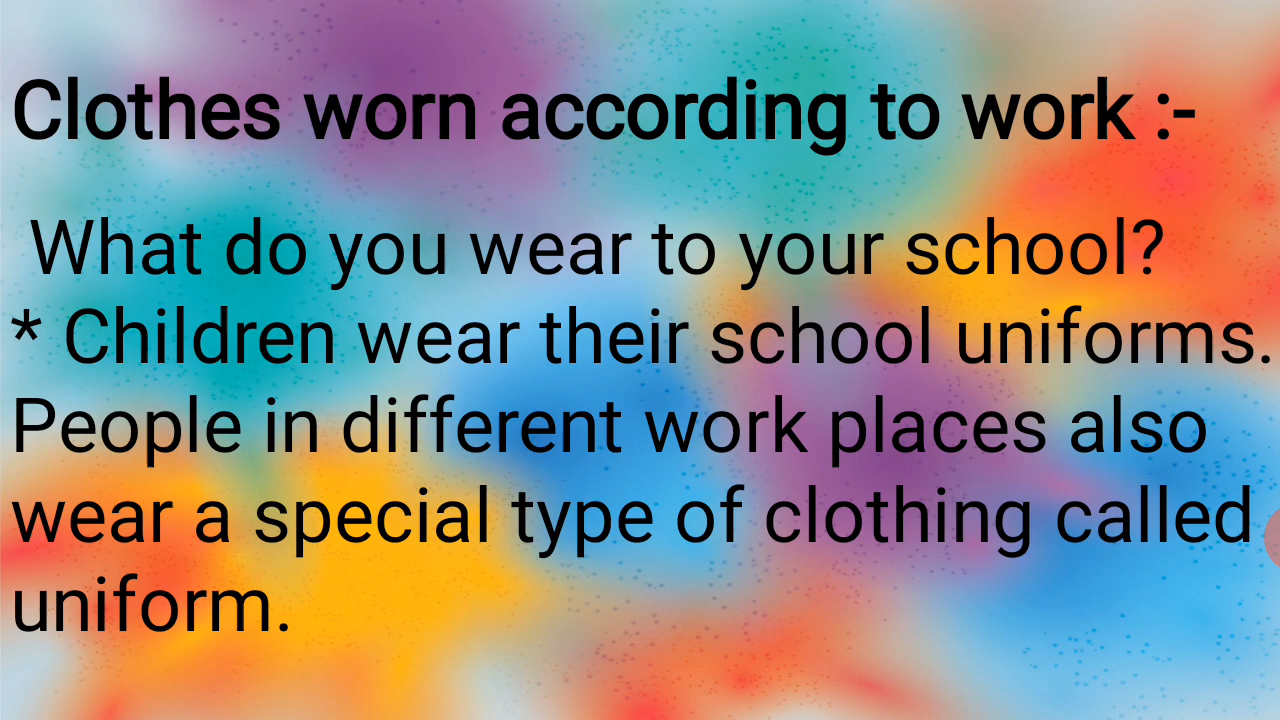 Clothes worn according to work :-
What do you wear to your school?
* Children wear their school uniforms.
People in different work places also
wear a special type of clothing called
uniform.